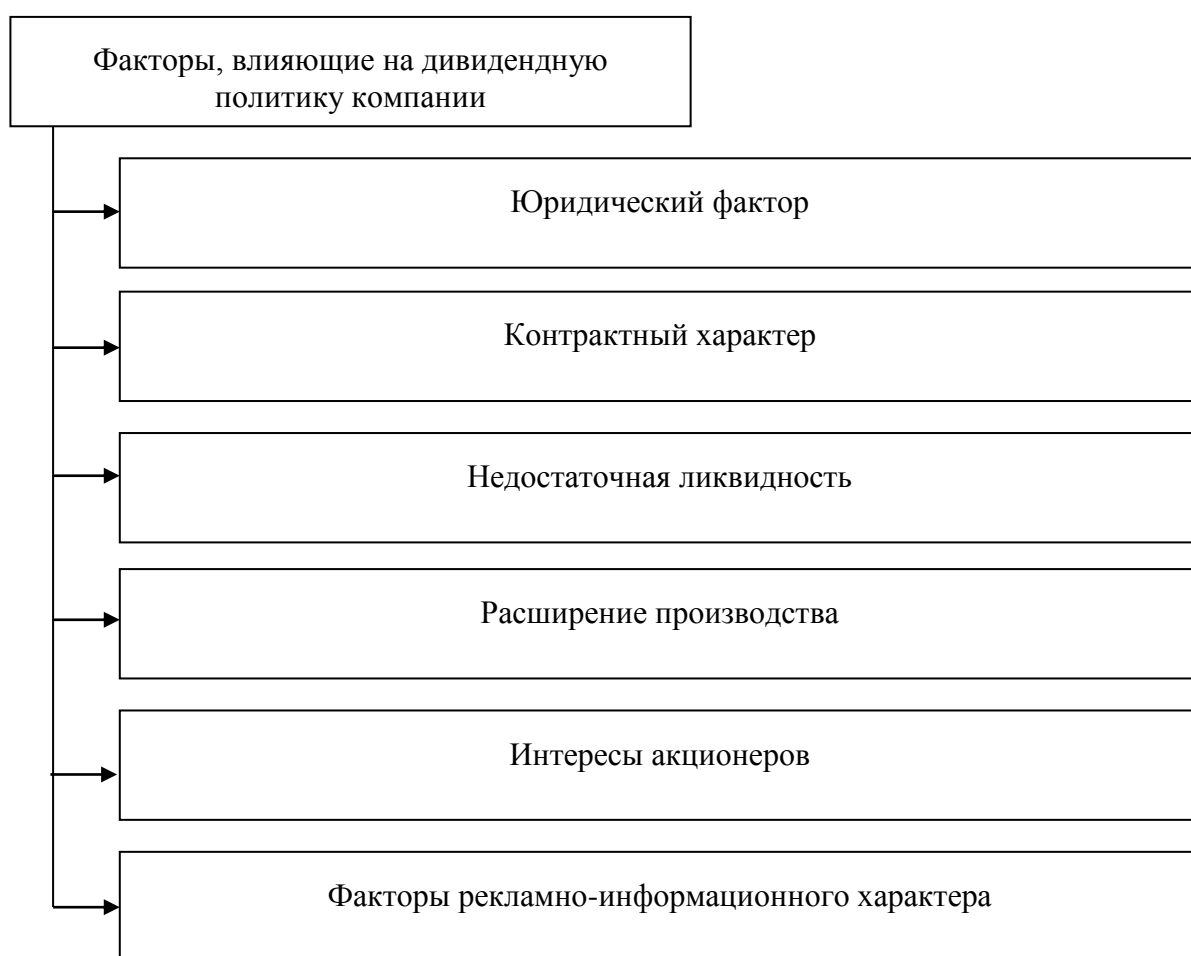 Факторы, влияющие на дивидендную
политику компании
Юридический фактор
Контрактный характер
Недостаточная ликвидность
Расширение производства
Интересы акционеров
Факторы рекламно-информационного характера